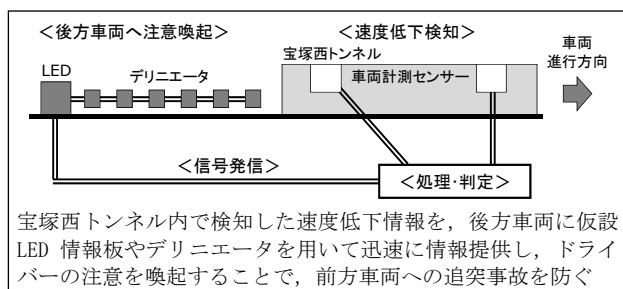 ＜後方車両へ注意喚起＞
＜速度低下検知＞
宝塚西トンネル
車両
進行方向
LED
デリニエータ
車両計測センサー
＜信号発信＞
＜処理・判定＞
宝塚西トンネル内で検知した速度低下情報を，後方車両に仮設
LED 情報板やデリニエータを用いて迅速に情報提供し，ドライ
バーの注意を喚起することで，前方車両への追突事故を防ぐ